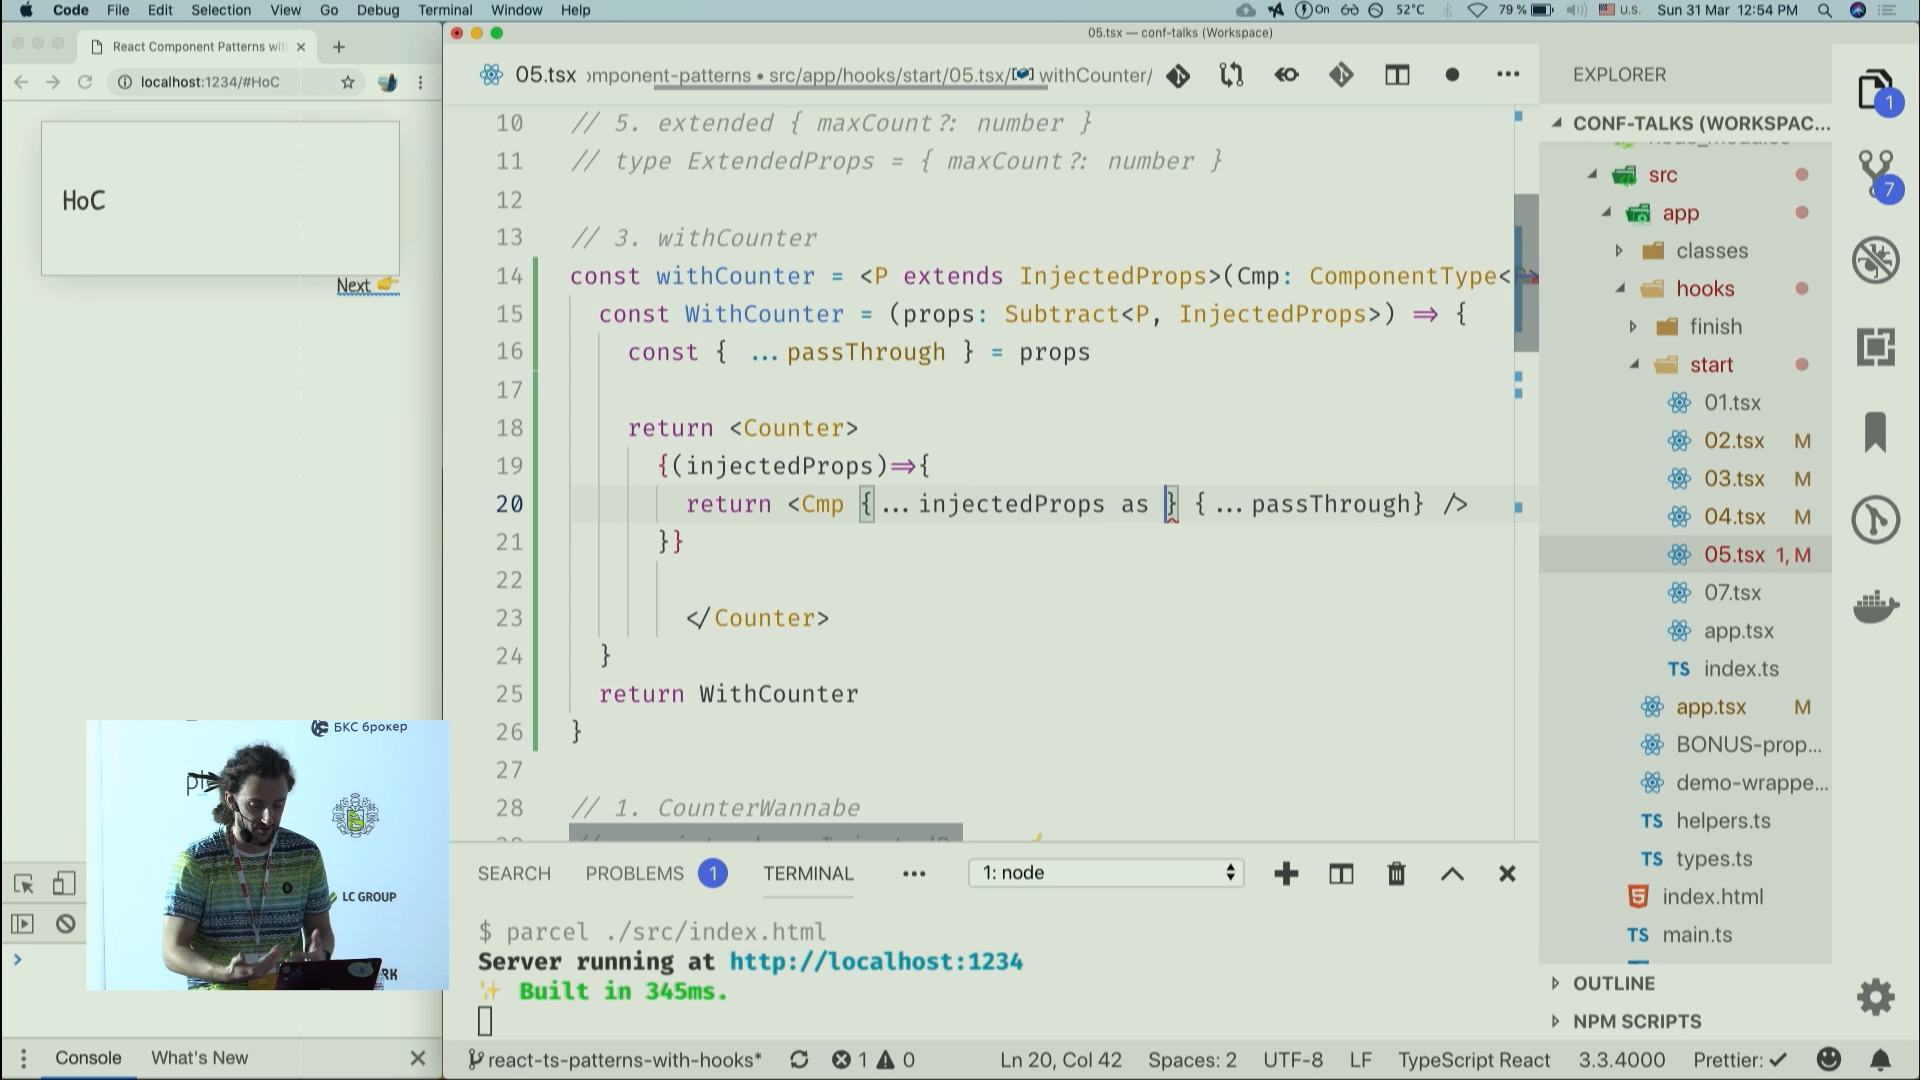 Code File Edit Selection View Go Debug Terminal Window Help
On 52°C 79% U.S. Sun 31 Mar 12:54 PM
React Component Patterns wit
localhost:1234/#HoC
HoC
Next 👉
05.tsx — conf-talks (Workspace)
05.tsx omponent-patterns • src/app/hooks/start/05.tsx/ withCounter/
10 // 5. extended { maxCount?: number }
11 // type ExtendedProps = { maxCount?: number }
12
13 // 3. withCounter
14 const withCounter = <P extends InjectedProps>(Cmp: ComponentType<P>
15 const WithCounter = (props: Subtract<P, InjectedProps>) => {
16 const { ...passThrough } = props
17
18 return <Counter>
19 {(injectedProps)=>{
20 return <Cmp {...injectedProps as } {...passThrough} />
21 }}
22
23 </Counter>
24 }
25 return WithCounter
26 }
27
28 // 1. CounterWannabe
EXPLORER
CONF-TALKS (WORKSPAC...
node_modules
src
app
classes
hooks
finish
start
01.tsx
02.tsx M
03.tsx M
04.tsx M
05.tsx 1, M
07.tsx
app.tsx
TS index.ts
app.tsx M
BONUS-prop...
demo-wrappe...
TS helpers.ts
TS types.ts
index.html
TS main.ts
OUTLINE
NPM SCRIPTS
1
7
SEARCH PROBLEMS 1 TERMINAL ... 1: node
$ parcel ./src/index.html
Server running at http://localhost:1234
✨ Built in 345ms.
БКС брокер
LC GROUP
Console What's New
react-ts-patterns-with-hooks* 1 0 Ln 20, Col 42 Spaces: 2 UTF-8 LF TypeScript React 3.3.4000 Prettier: ✓